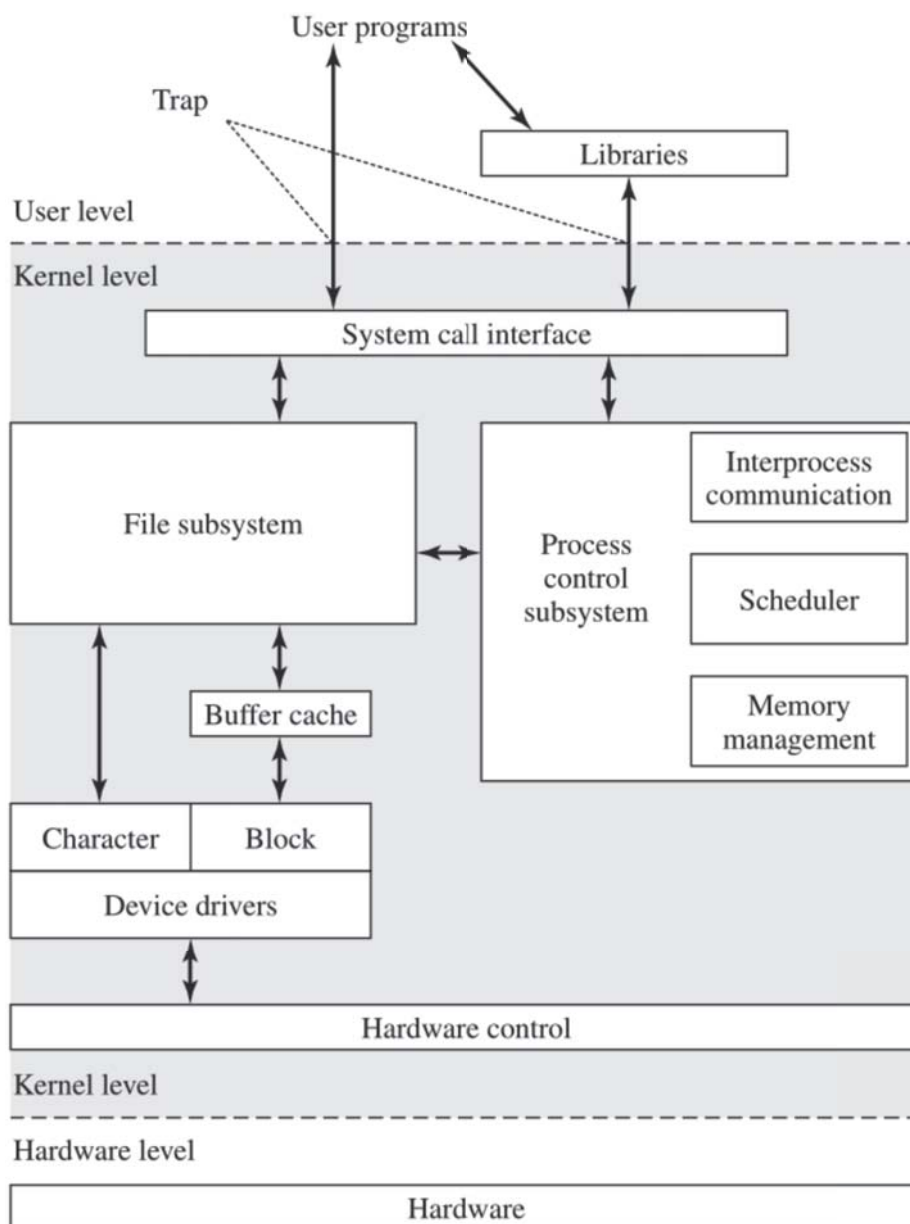 User programs
Trap
Libraries
User level
Kernel level
System call interface
File subsystem
Process
control
subsystem
Interprocess
communication
Scheduler
Memory
management
Buffer cache
Character
Block
Device drivers
Hardware control
Kernel level
Hardware level
Hardware